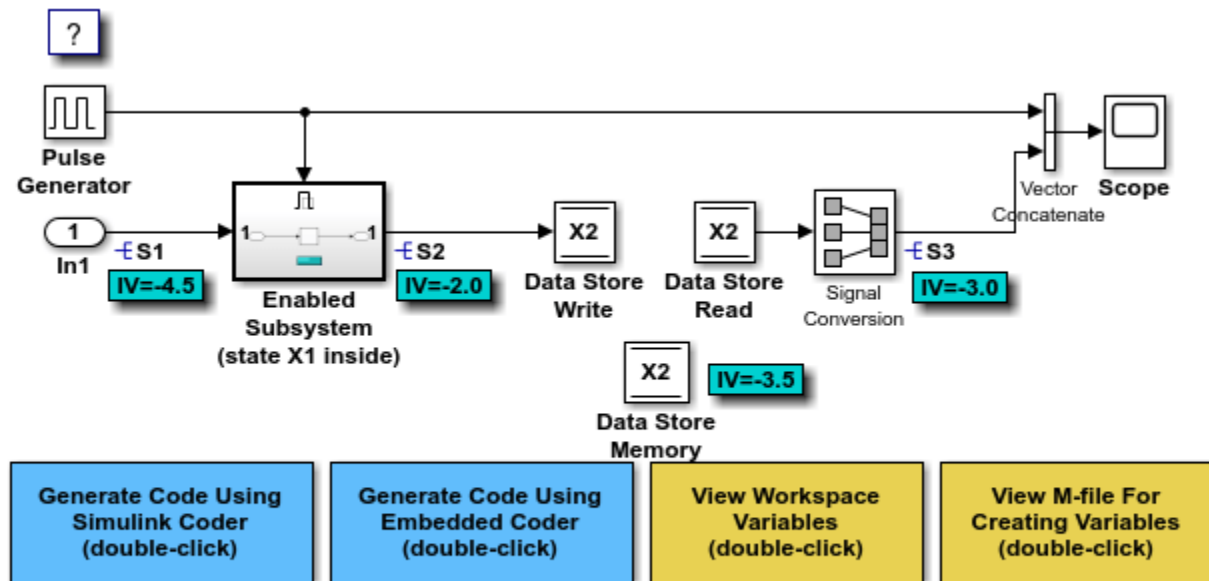 ?
Pulse
Generator
1
In1
S1
IV=-4.5
1
1
Enabled
Subsystem
(state X1 inside)
S2
IV=-2.0
X2
Data Store
Write
X2
Data Store
Read
Signal
Conversion
S3
IV=-3.0
Vector
Concatenate
Scope
X2
Data Store
Memory
IV=-3.5
Generate Code Using
Simulink Coder
(double-click)
Generate Code Using
Embedded Coder
(double-click)
View Workspace
Variables
(double-click)
View M-file For
Creating Variables
(double-click)